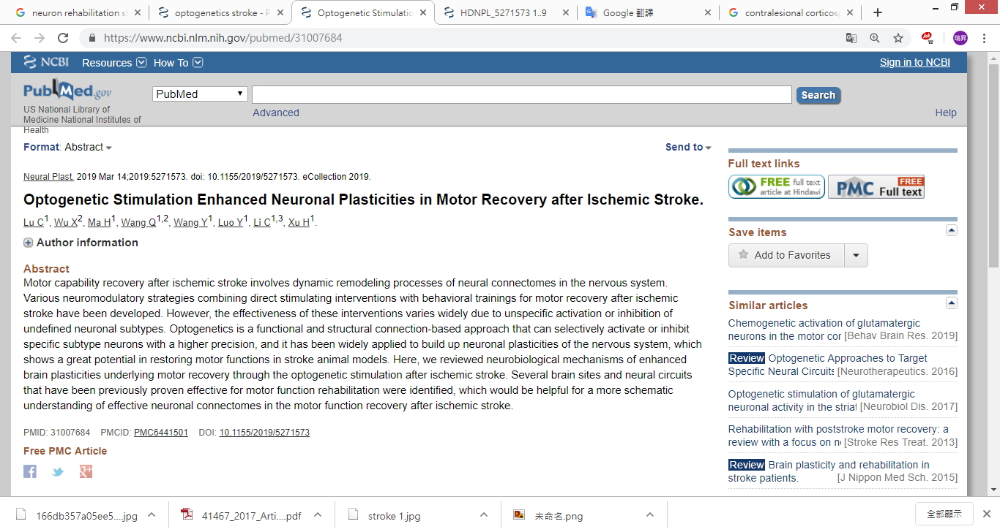 neuron rehabilitation st
optogenetics stroke - P
Optogenetic Stimulatio
HDNPL_5271573 1..9
Google 翻譯
contralesional corticos
https://www.ncbi.nlm.nih.gov/pubmed/31007684
瑞昇
NCBI Resources How To Sign in to NCBI
PubMed.gov
US National Library of
Medicine National Institutes of
Health
PubMed Search
Advanced Help
Format: Abstract Send to
Neural Plast. 2019 Mar 14;2019:5271573. doi: 10.1155/2019/5271573. eCollection 2019.
Optogenetic Stimulation Enhanced Neuronal Plasticities in Motor Recovery after Ischemic Stroke.
Lu C1, Wu X2, Ma H1, Wang Q1,2, Wang Y1, Luo Y1, Li C1,3, Xu H1.
Author information
Abstract
Motor capability recovery after ischemic stroke involves dynamic remodeling processes of neural connectomes in the nervous system.
Various neuromodulatory strategies combining direct stimulating interventions with behavioral trainings for motor recovery after ischemic
stroke have been developed. However, the effectiveness of these interventions varies widely due to unspecific activation or inhibition of
undefined neuronal subtypes. Optogenetics is a functional and structural connection-based approach that can selectively activate or inhibit
specific subtype neurons with a higher precision, and it has been widely applied to build up neuronal plasticities of the nervous system, which
shows a great potential in restoring motor functions in stroke animal models. Here, we reviewed neurobiological mechanisms of enhanced
brain plasticities underlying motor recovery through the optogenetic stimulation after ischemic stroke. Several brain sites and neural circuits
that have been previously proven effective for motor function rehabilitation were identified, which would be helpful for a more schematic
understanding of effective neuronal connectomes in the motor function recovery after ischemic stroke.
PMID: 31007684 PMCID: PMC6441501 DOI: 10.1155/2019/5271573
Free PMC Article
Full text links
FREE full text
article at Hindawi
PMC FREE
Full text
Save items
Add to Favorites
Similar articles
Chemogenetic activation of glutamatergic
neurons in the motor cor [Behav Brain Res. 2019]
Review Optogenetic Approaches to Target
Specific Neural Circuits [Neurotherapeutics. 2016]
Optogenetic stimulation of glutamatergic
neuronal activity in the striat [Neurobiol Dis. 2017]
Rehabilitation with poststroke motor recovery: a
review with a focus on n [Stroke Res Treat. 2013]
Review Brain plasticity and rehabilitation in
stroke patients. [J Nippon Med Sch. 2015]
166db357a05ee5....jpg
41467_2017_Arti....pdf
stroke 1.jpg
未命名.png
全部顯示